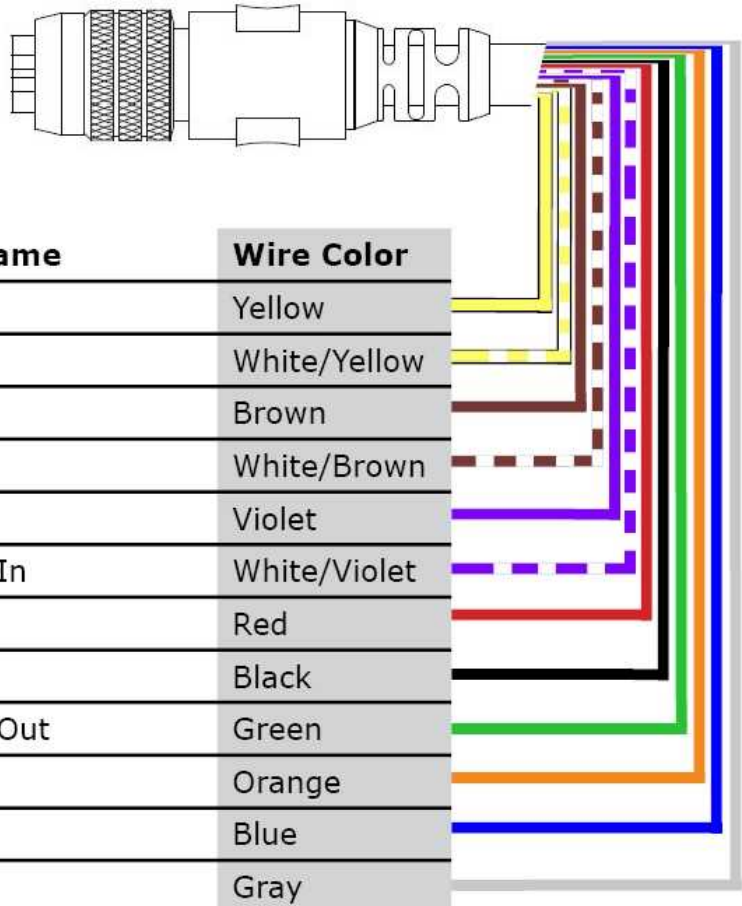 ame Wire Color
Yellow
White/Yellow
Brown
White/Brown
Violet
In White/Violet
Red
Black
Out Green
Orange
Blue
Gray